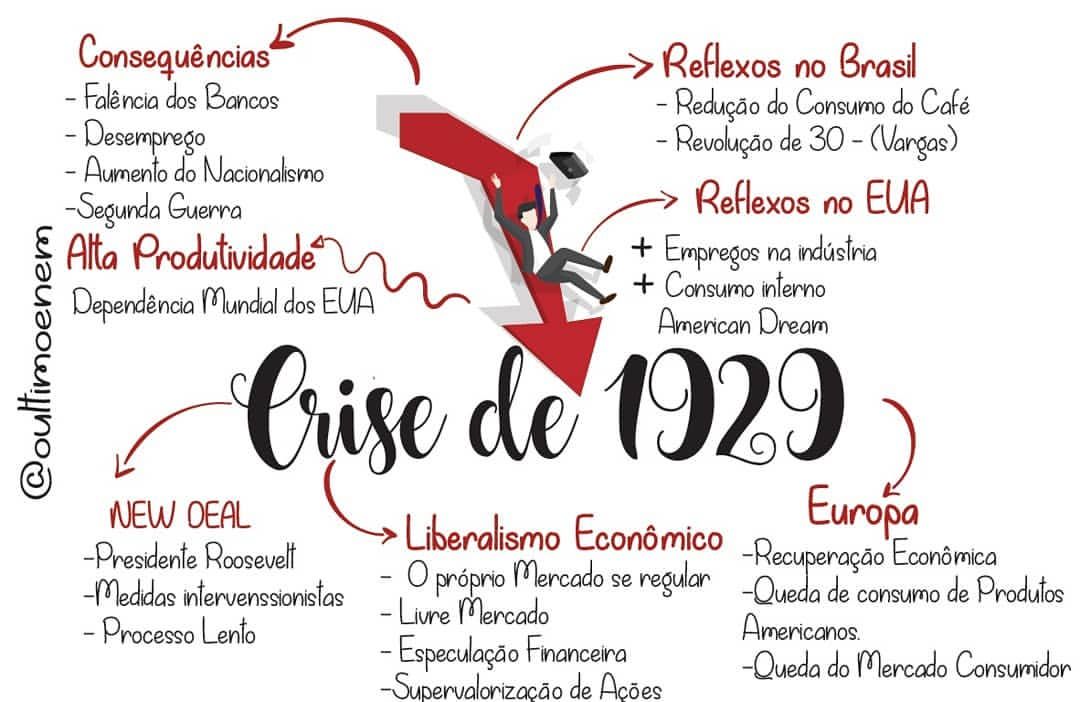 Consequências
- Falência dos Bancos
- Desemprego
- Aumento do Nacionalismo
-Segunda Guerra
Alta Produtividade
Dependência Mundial dos EUA
Reflexos no Brasil
- Redução do Consumo do Café
- Revolução de 30 - (Vargas)
Reflexos no EUA
+ Empregos na indústria
+ Consumo interno
American Dream
@oultimoenem
Crise de 1929
NEW DEAL
-Presidente Roosevelt
-Medidas intervenssionistas
- Processo Lento
Liberalismo Econômico
- O próprio Mercado se regular
- Livre Mercado
- Especulação Financeira
-Supervalorização de Ações
Europa
-Recuperação Econômica
-Queda de consumo de Produtos
Americanos.
-Queda do Mercado Consumidor